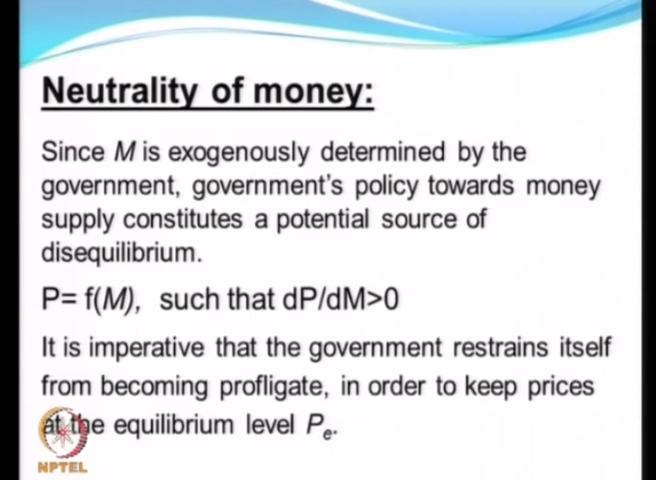 Neutrality of money:
Since M is exogenously determined by the
government, government's policy towards money
supply constitutes a potential source of
disequilibrium.
P= f(M), such that dP/dM>0
It is imperative that the government restrains itself
from becoming profligate, in order to keep prices
at the equilibrium level Pe.
NPTEL